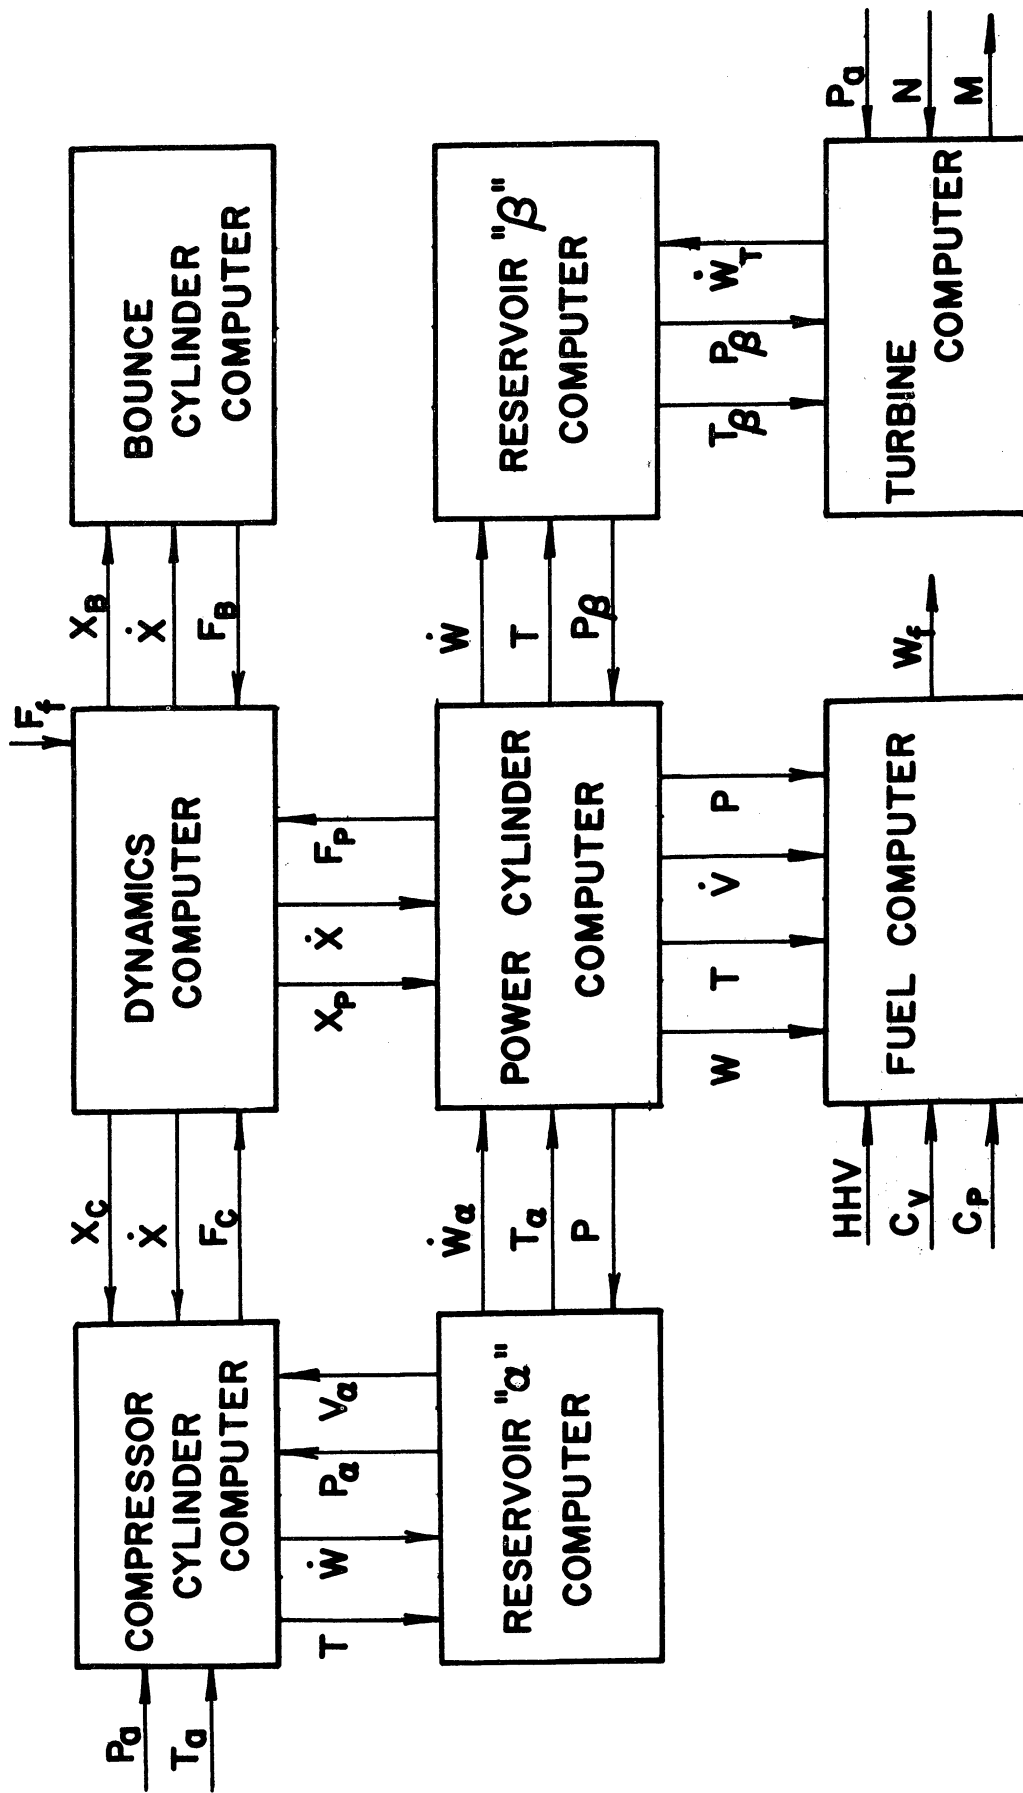 F_f
P_a
T_a
COMPRESSOR
CYLINDER
COMPUTER
X_C
Ẋ
F_C
DYNAMICS
COMPUTER
X_B
Ẋ
F_B
BOUNCE
CYLINDER
COMPUTER
T
Ẇ
P_α
V_α
X_P
Ẋ
F_P
RESERVOIR "α"
COMPUTER
Ẇ_α
T_α
P
POWER CYLINDER
COMPUTER
Ẇ
T
P_β
RESERVOIR "β"
COMPUTER
W
T
V̇
P
T_β
P_β
Ẇ_T
HHV
C_V
C_P
FUEL COMPUTER
W_f
TURBINE
COMPUTER
P_a
N
M